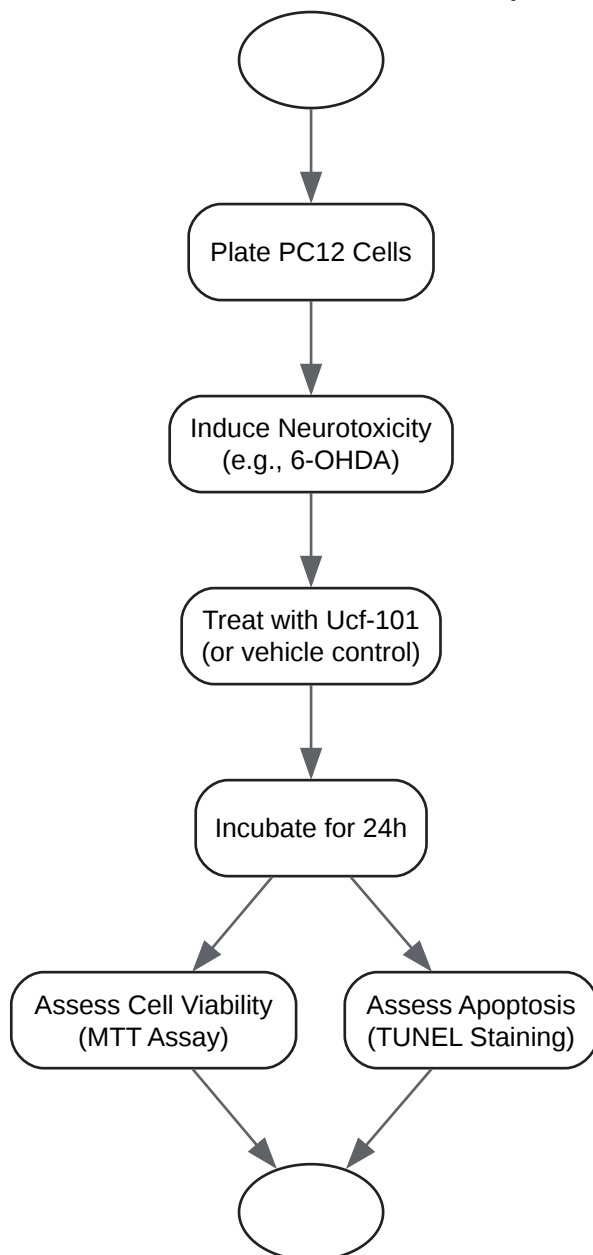 Plate PC12 Cells
Induce Neurotoxicity
(e.g., 6-OHDA)
Treat with Ucf-101
(or vehicle control)
Incubate for 24h
Assess Cell Viability
(MTT Assay)
Assess Apoptosis
(TUNEL Staining)